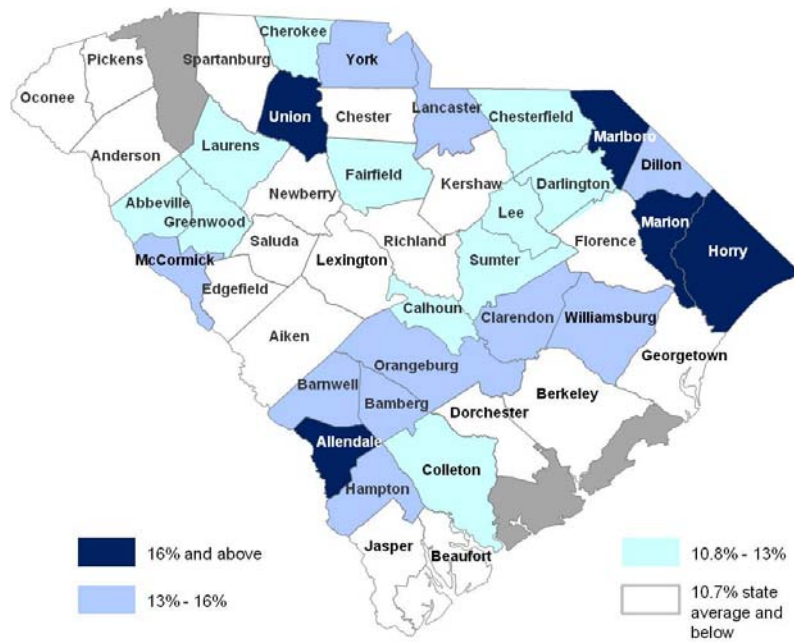 Cherokee
Pickens
Spartanburg
York
Oconee
Union
Chester
Lancaster
Chesterfield
Marlboro
Anderson
Laurens
Dillon
Fairfield
Kershaw
Darlington
Newberry
Abbeville
Greenwood
Lee
Marion
Saluda
Richland
Florence
Horry
McCormick
Lexington
Sumter
Edgefield
Calhoun
Clarendon
Williamsburg
Aiken
Georgetown
Orangeburg
Barnwell
Berkeley
Bamberg
Dorchester
Allendale
Colleton
Hampton
Jasper
Beaufort
16% and above
13% - 16%
10.8% - 13%
10.7% state
average and
below